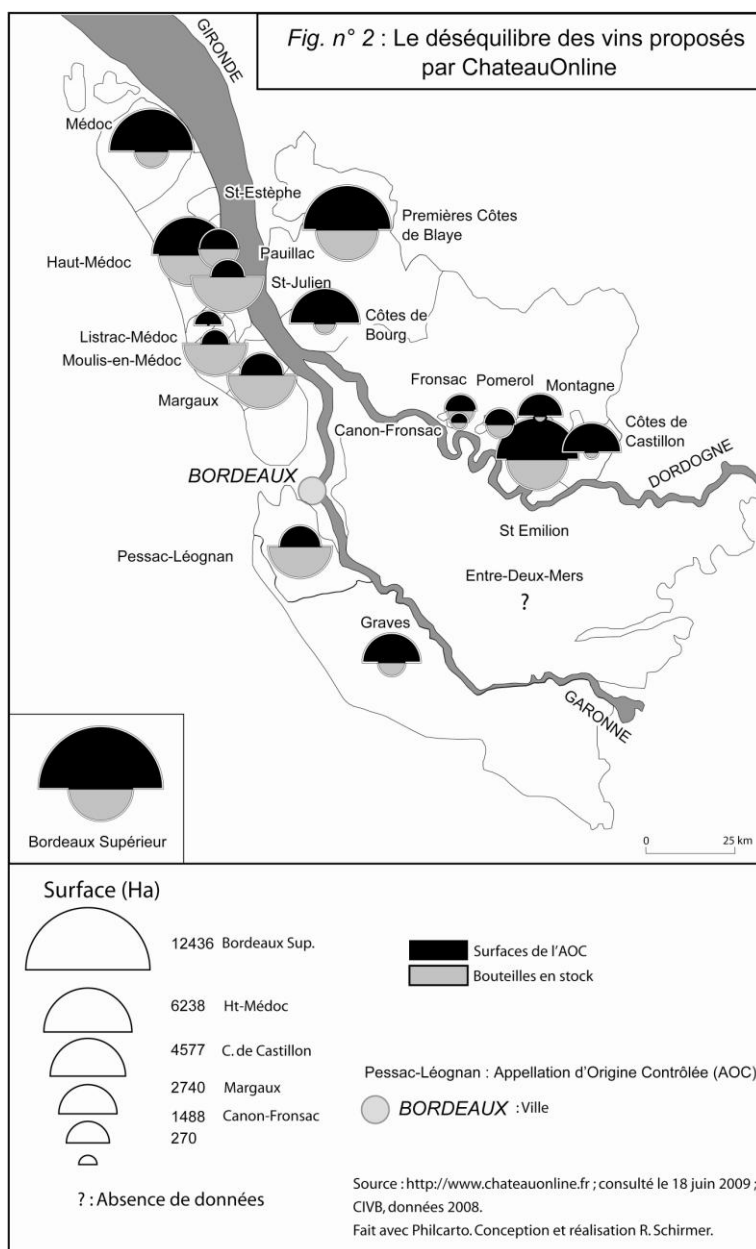 Fig. n° 2 : Le déséquilibre des vins proposés
par ChateauOnline
GIRONDE
Médoc
St-Estèphe
Premières Côtes
de Blaye
Haut-Médoc
Pauillac
St-Julien
Côtes de
Bourg
Listrac-Médoc
Moulis-en-Médoc
Margaux
Fronsac
Pomerol
Montagne
Canon-Fronsac
Côtes de
Castillon
BORDEAUX
DORDOGNE
St Emilion
Pessac-Léognan
Entre-Deux-Mers
?
Graves
GARONNE
Bordeaux Supérieur
0 25 km
Surface (Ha)
12436 Bordeaux Sup.
6238 Ht-Médoc
4577 C. de Castillon
2740 Margaux
1488 Canon-Fronsac
270
? : Absence de données
Surfaces de l'AOC
Bouteilles en stock
Pessac-Léognan : Appellation d'Origine Contrôlée (AOC)
BORDEAUX : Ville
Source : http://www.chateauonline.fr ; consulté le 18 juin 2009 ;
CIVB, données 2008.
Fait avec Philcarto. Conception et réalisation R. Schirmer.